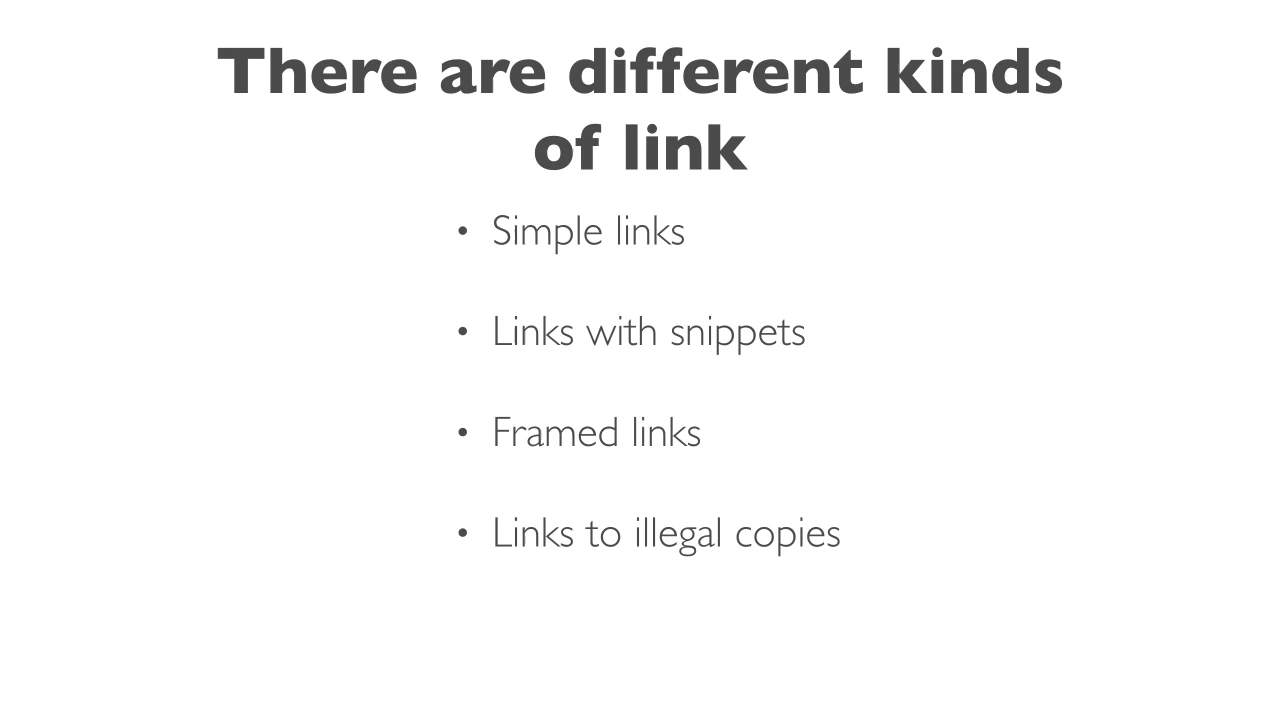 There are different kinds
of link
• Simple links
• Links with snippets
• Framed links
• Links to illegal copies